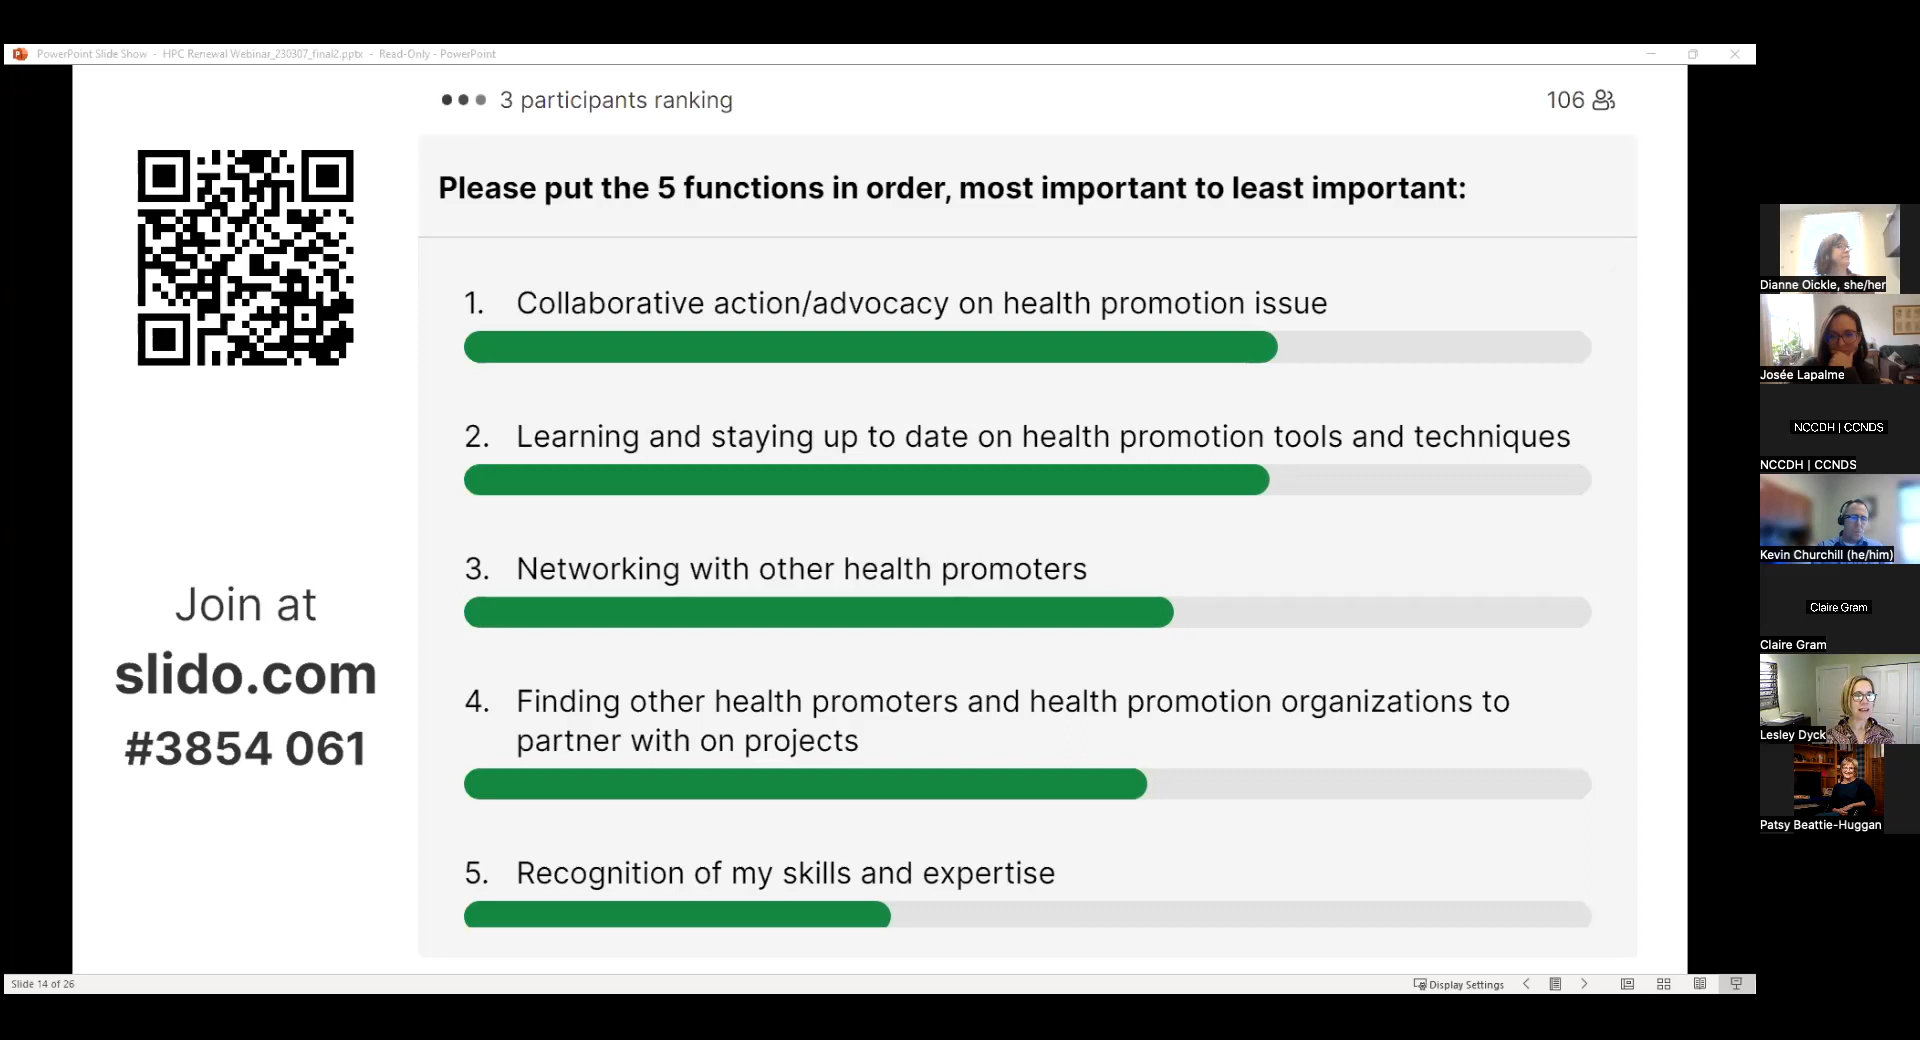 PowerPoint Slide Show - HPC Renewal Webinar_230307_final2.pptx - Read-Only - PowerPoint
3 participants ranking
106
Please put the 5 functions in order, most important to least important:
1. Collaborative action/advocacy on health promotion issue
2. Learning and staying up to date on health promotion tools and techniques
3. Networking with other health promoters
4. Finding other health promoters and health promotion organizations to
partner with on projects
5. Recognition of my skills and expertise
Join at
slido.com
#3854 061
Dianne Oickle, she/her
Josée Lapalme
NCCDH | CCNDS
NCCDH | CCNDS
Kevin Churchill (he/him)
Claire Gram
Claire Gram
Lesley Dyck
Patsy Beattie-Huggan
Slide 14 of 26
Display Settings